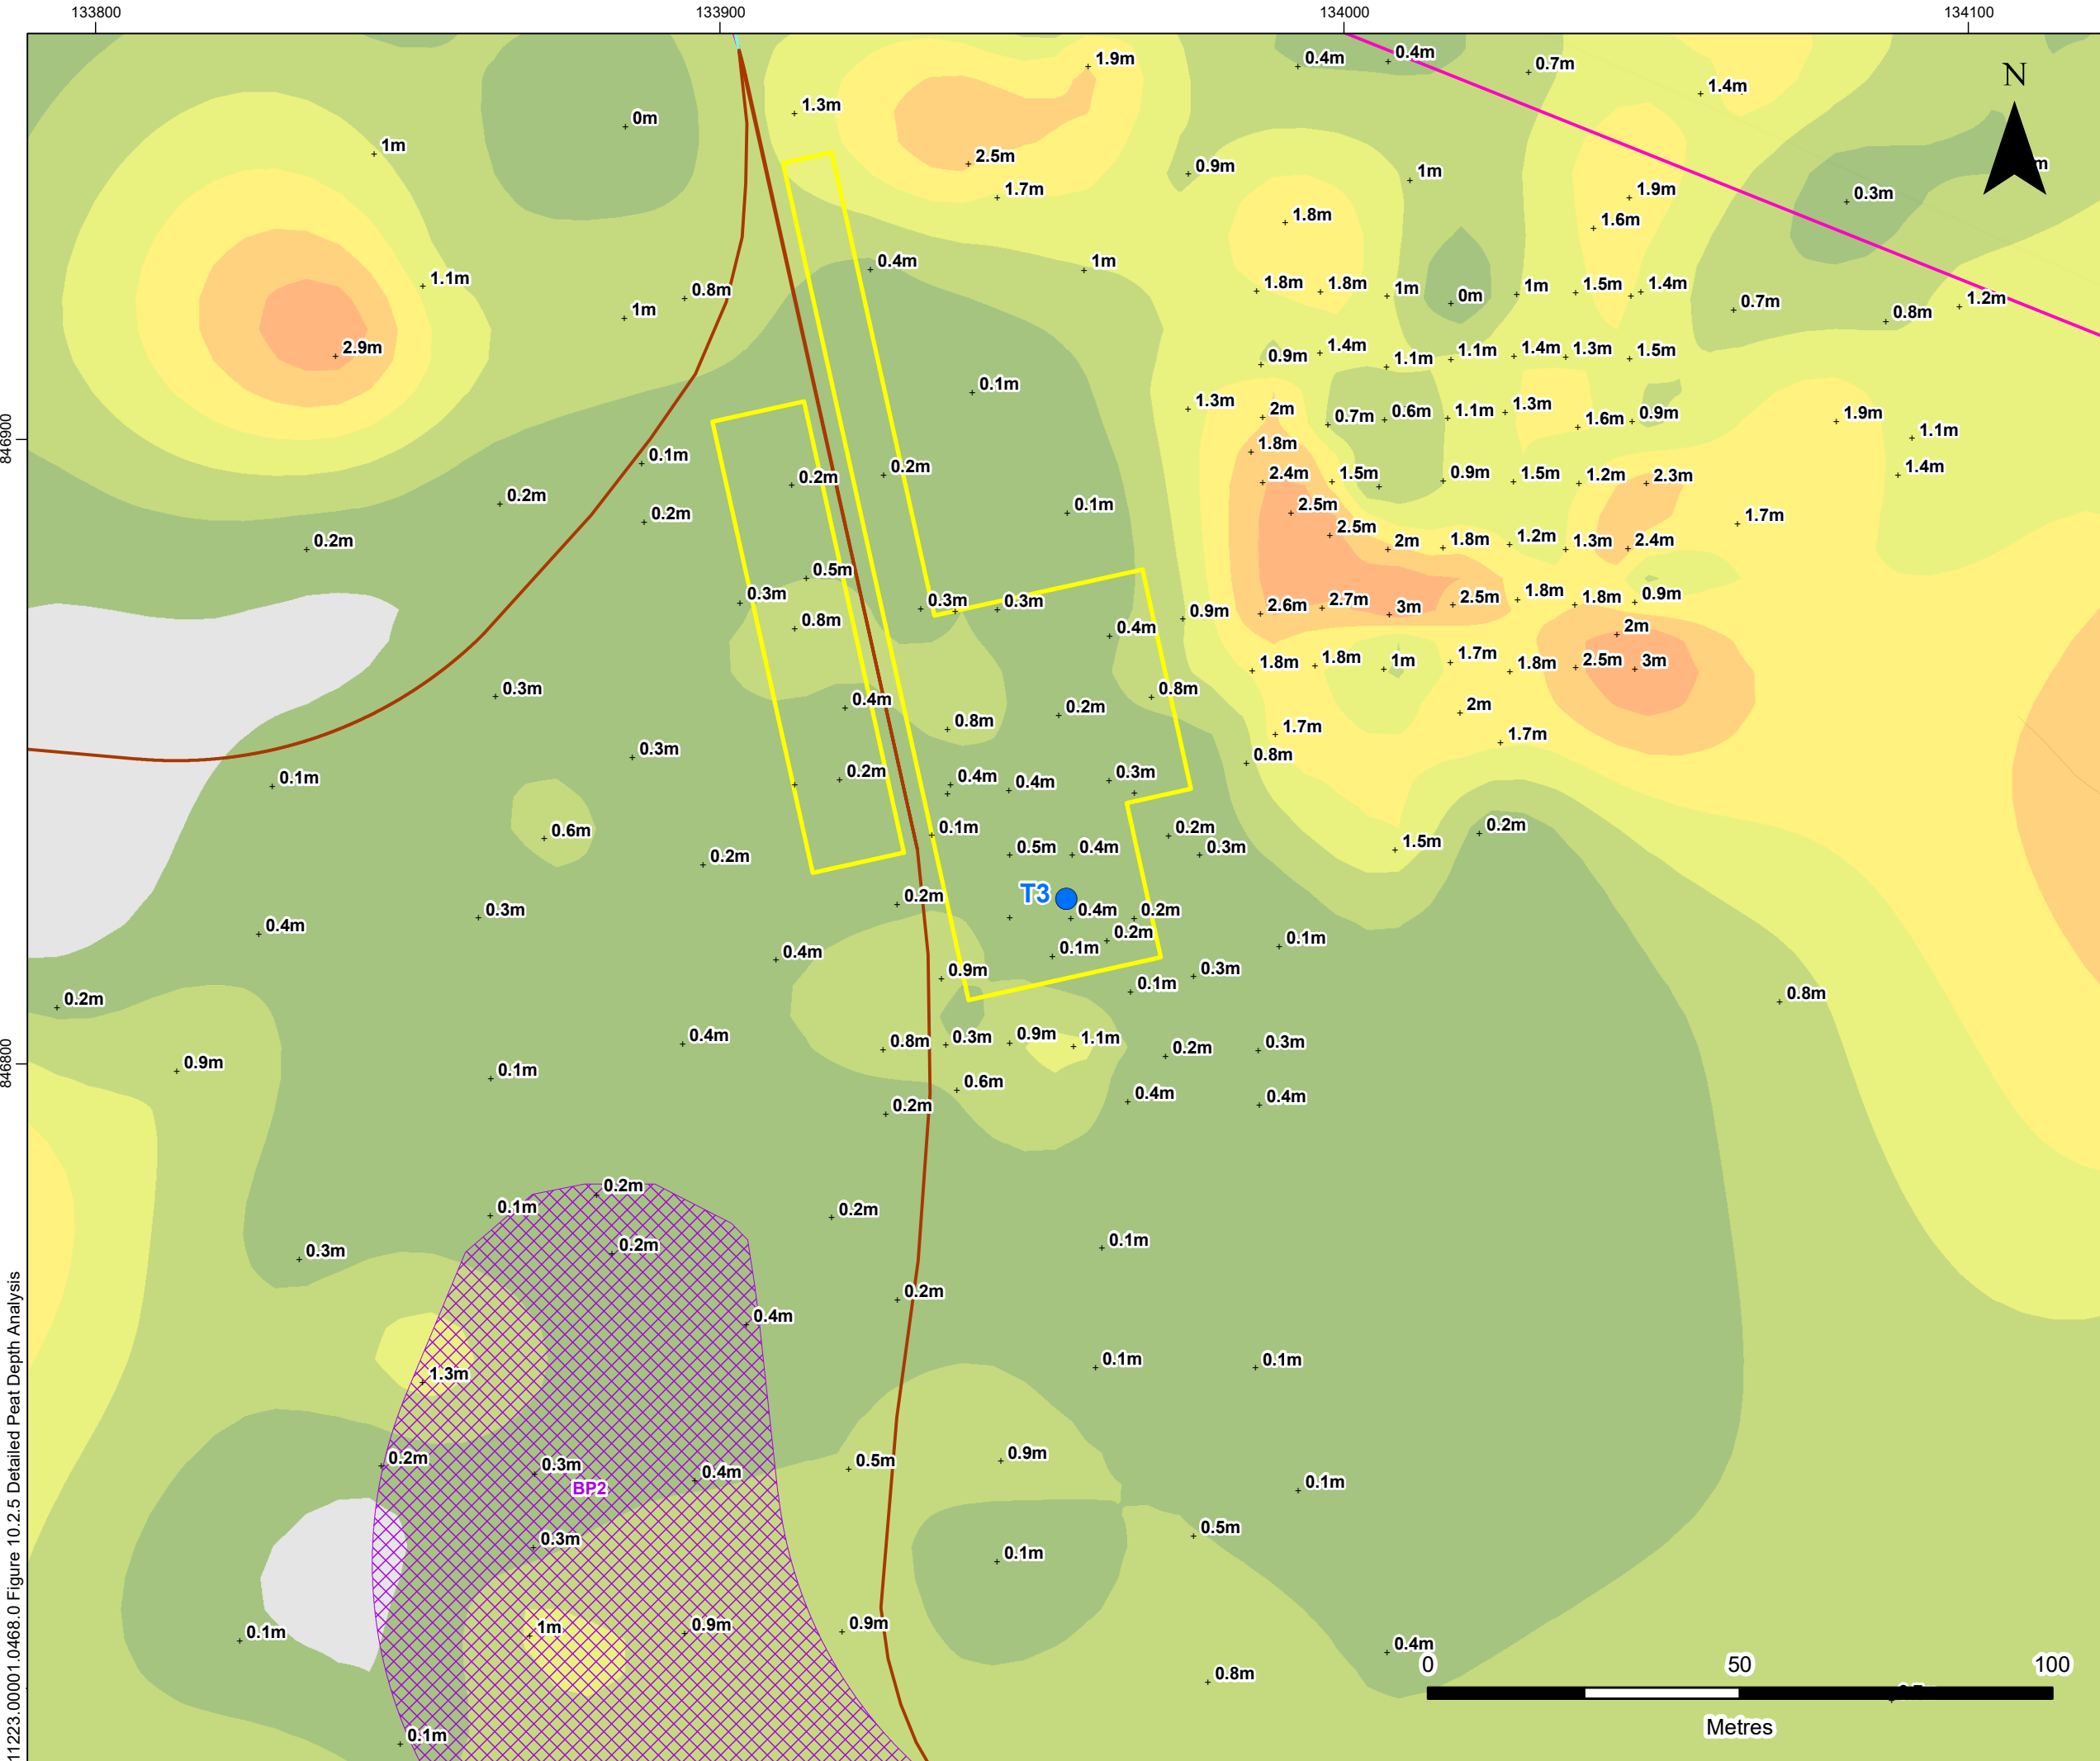 133800 133900 134000 134100
1.9m 0.4m 0.4m 0.7m
N
1.4m
1.3m
0m
1m
2.5m 0.9m 1m m
1.7m 1.9m 0.3m
1.8m 1.6m
0.4m 1m
1.1m 0.8m 1.8m 1.8m 1m 0m 1m 1.5m 1.4m 0.7m 1.2m
1m 0.8m
2.9m 0.9m 1.4m 1.1m 1.1m 1.4m 1.3m 1.5m
0.1m
1.3m 2m 0.7m 0.6m 1.1m 1.3m 1.6m 0.9m 1.9m
846900
1.1m
0.1m 1.8m
0.2m 0.2m 2.4m 1.5m 0.9m 1.5m 1.2m 2.3m 1.4m
0.2m 0.2m 0.1m 2.5m 1.7m
0.2m 2.5m 2m 1.8m 1.2m 1.3m 2.4m
0.5m
0.3m 0.3m 0.3m 0.9m 2.6m 2.7m 3m 2.5m 1.8m 1.8m 0.9m
0.8m 0.4m 2m
1.8m 1.8m 1m 1.7m 1.8m 2.5m 3m
0.3m 0.4m 0.8m
0.8m 0.2m 2m
0.3m 1.7m 1.7m
0.1m 0.2m 0.4m 0.4m 0.3m 0.8m
0.6m 0.1m 0.2m 0.2m
0.2m 0.5m 0.4m 0.3m 1.5m
T3
0.2m
0.4m 0.3m 0.4m 0.2m
0.4m 0.1m 0.2m 0.1m
0.9m 0.3m
0.2m 0.1m 0.8m
0.4m 0.8m 0.3m 0.9m 1.1m 0.2m 0.3m
846800
0.9m 0.1m 0.6m
0.2m 0.4m 0.4m
0.1m 0.2m 0.2m
0.3m 0.2m 0.1m
0.2m
0.4m
1.3m 0.1m 0.1m
0.2m 0.3m 0.4m 0.5m 0.9m
BP2 0.1m
0.3m 0.1m 0.5m
0.1m 1m 0.9m 0.9m 0.4m
0.8m
0 50 100
Metres
0.1m
11223.00001.0468.0 Figure 10.2.5 Detailed Peat Depth Analysis